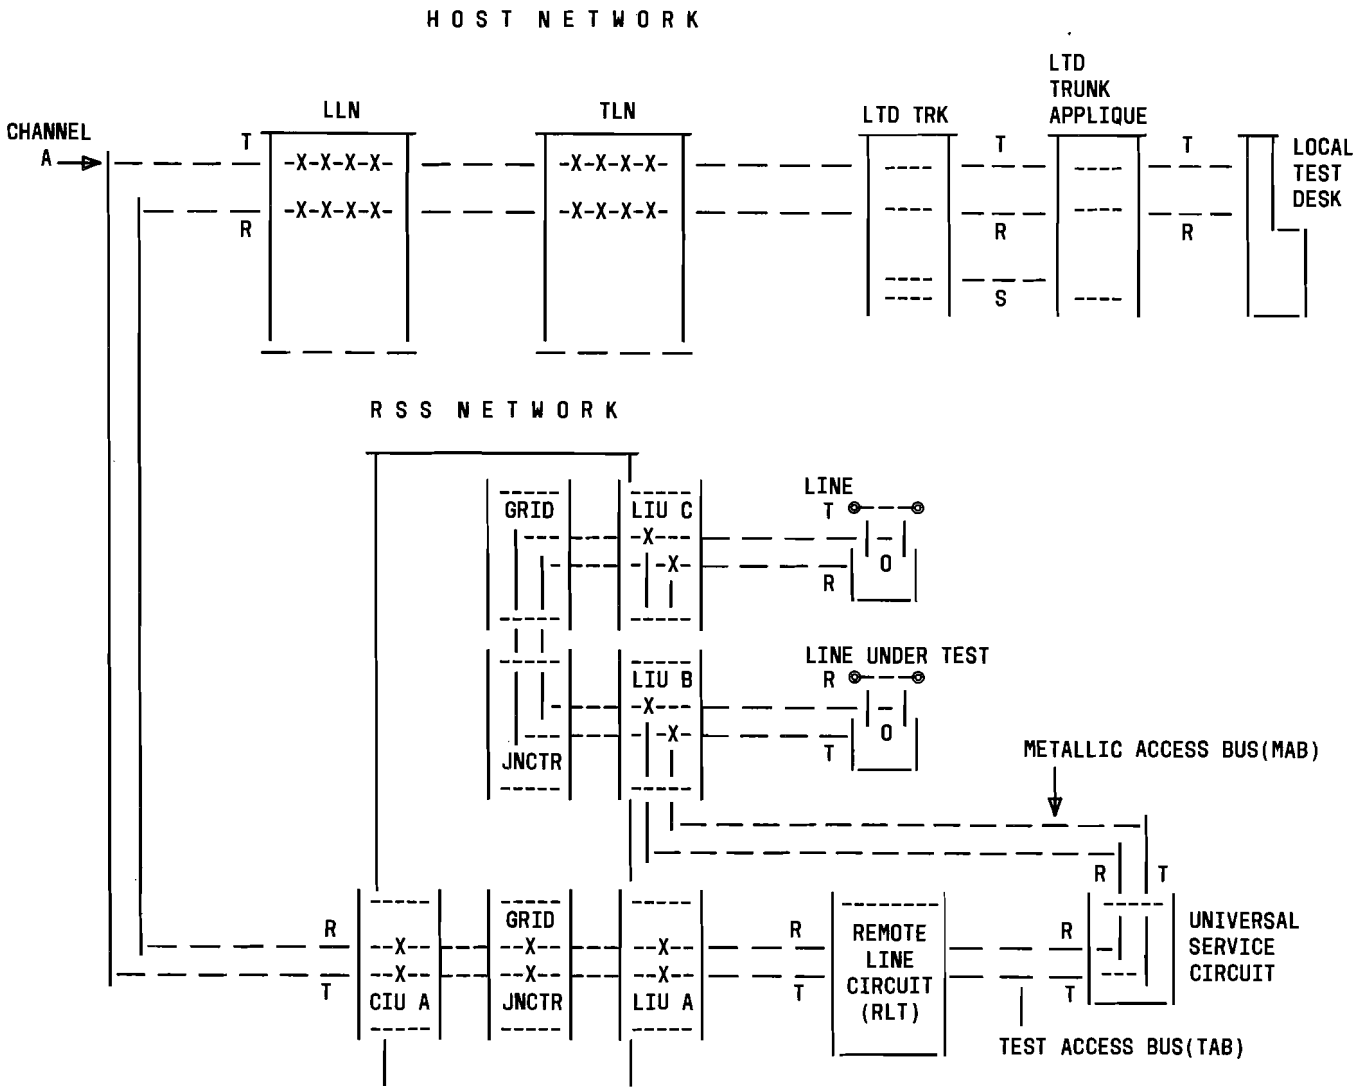 HOST NETWORK
CHANNEL
A
T
R
LLN
-X-X-X-X-
-X-X-X-X-
TLN
-X-X-X-X-
-X-X-X-X-
LTD TRK
T
R
S
LTD
TRUNK
APPLIQUE
T
R
LOCAL
TEST
DESK
RSS NETWORK
GRID
LIU C
-X---
-X-
LINE
T
R
O
JNCTR
LIU B
-X---
-X-
LINE UNDER TEST
R
T
O
METALLIC ACCESS BUS(MAB)
R
T
R
T
--X--
--X--
CIU A
GRID
--X--
--X--
JNCTR
--X--
--X--
LIU A
R
T
REMOTE
LINE
CIRCUIT
(RLT)
R
T
UNIVERSAL
SERVICE
CIRCUIT
TEST ACCESS BUS(TAB)